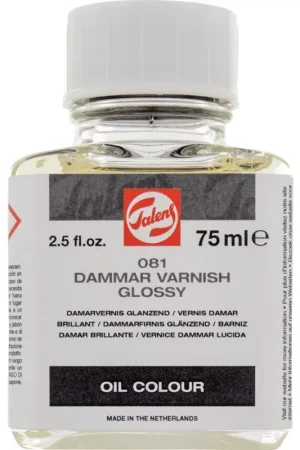 Talens
2.5 fl.oz. 75 ml e
081
DAMMAR VARNISH
GLOSSY
DAMARVERNIS GLANZEND / VERNIS DAMAR
BRILLANT / DAMMARFIRNIS GLÄNZEND / BARNIZ
DAMAR BRILLANTE / VERNICE DAMMAR LUCIDA
OIL COLOUR
MADE IN THE NETHERLANDS